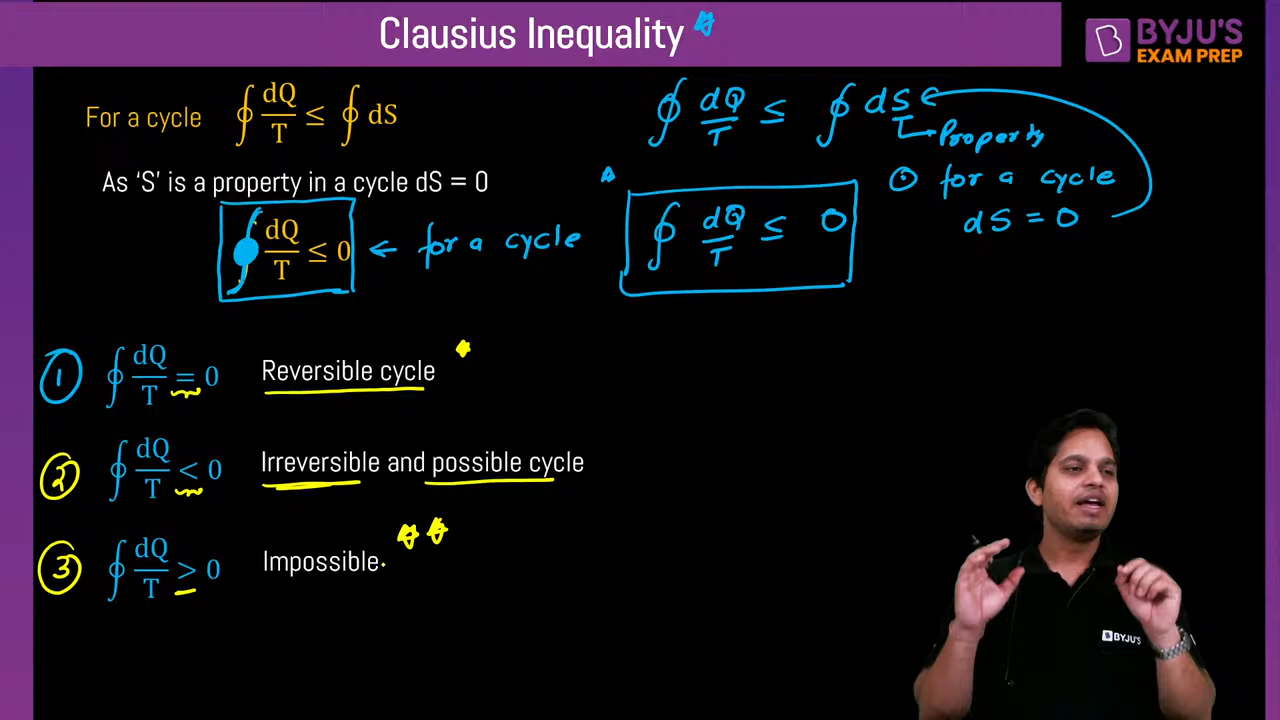 Clausius Inequality
BYJU'S
EXAM PREP
For a cycle ∮ dQ/T ≤ ∮ dS
As 'S' is a property in a cycle dS = 0
∮ dQ/T ≤ 0 ← for a cycle
∮ dQ/T ≤ ∮ dS
Property
for a cycle
dS = 0
∮ dQ/T ≤ 0
1 ∮ dQ/T = 0 Reversible cycle
2 ∮ dQ/T < 0 Irreversible and possible cycle
3 ∮ dQ/T > 0 Impossible
BYJU'S